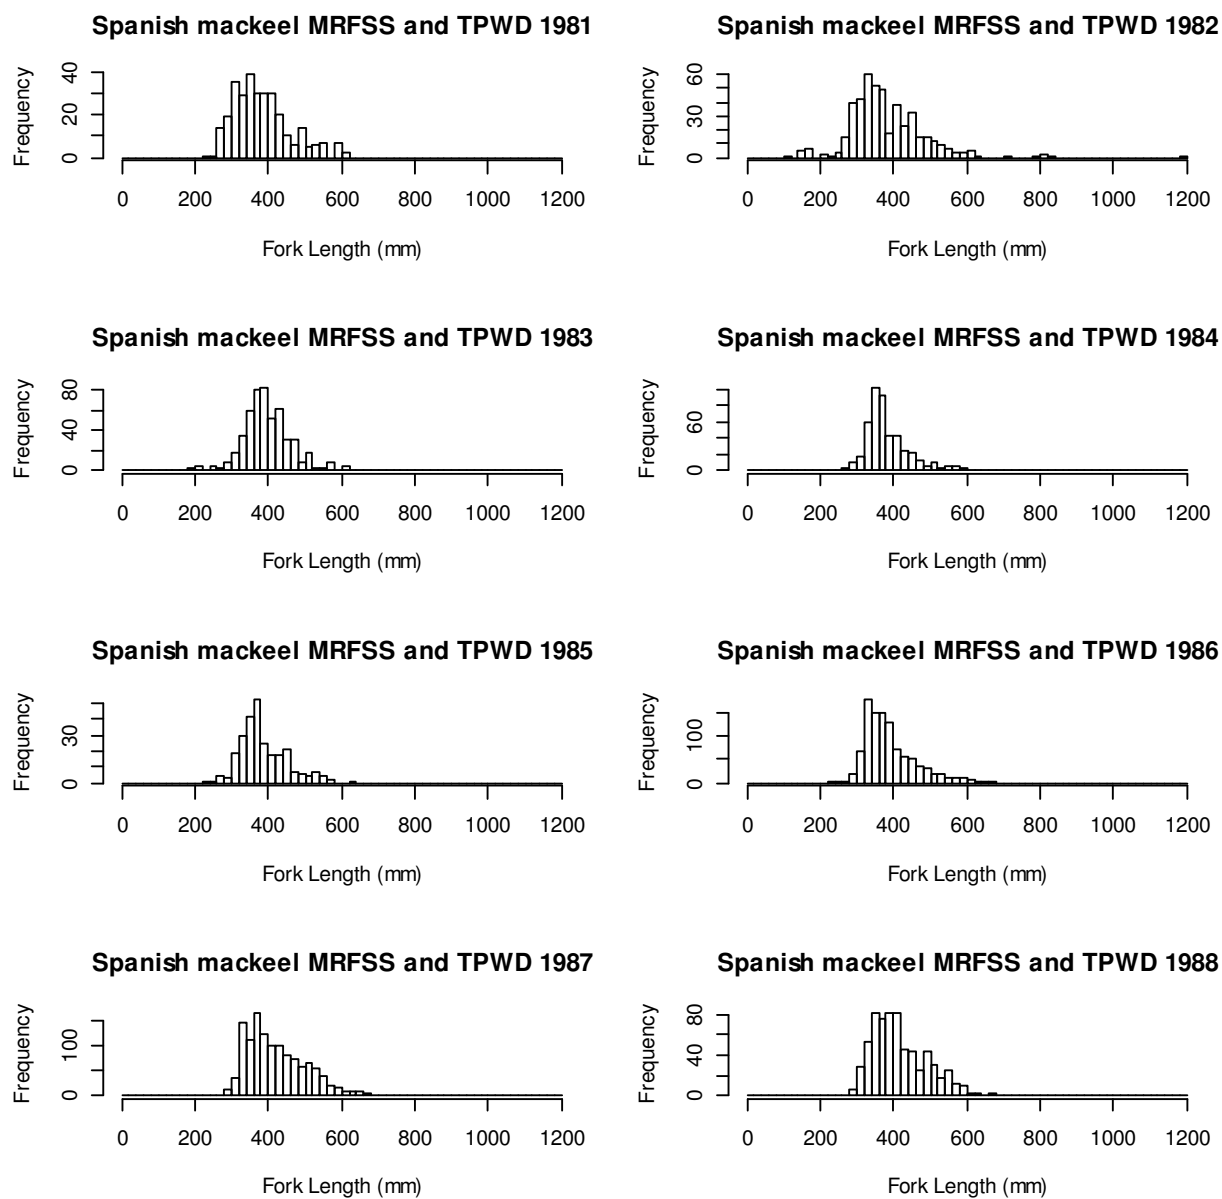 Spanish mackeel MRFSS and TPWD 1981
Frequency
0 20 40
0 200 400 600 800 1000 1200
Fork Length (mm)
Spanish mackeel MRFSS and TPWD 1982
Frequency
0 30 60
0 200 400 600 800 1000 1200
Fork Length (mm)
Spanish mackeel MRFSS and TPWD 1983
Frequency
0 40 80
0 200 400 600 800 1000 1200
Fork Length (mm)
Spanish mackeel MRFSS and TPWD 1984
Frequency
0 60
0 200 400 600 800 1000 1200
Fork Length (mm)
Spanish mackeel MRFSS and TPWD 1985
Frequency
0 30
0 200 400 600 800 1000 1200
Fork Length (mm)
Spanish mackeel MRFSS and TPWD 1986
Frequency
0 100
0 200 400 600 800 1000 1200
Fork Length (mm)
Spanish mackeel MRFSS and TPWD 1987
Frequency
0 100
0 200 400 600 800 1000 1200
Fork Length (mm)
Spanish mackeel MRFSS and TPWD 1988
Frequency
0 40 80
0 200 400 600 800 1000 1200
Fork Length (mm)